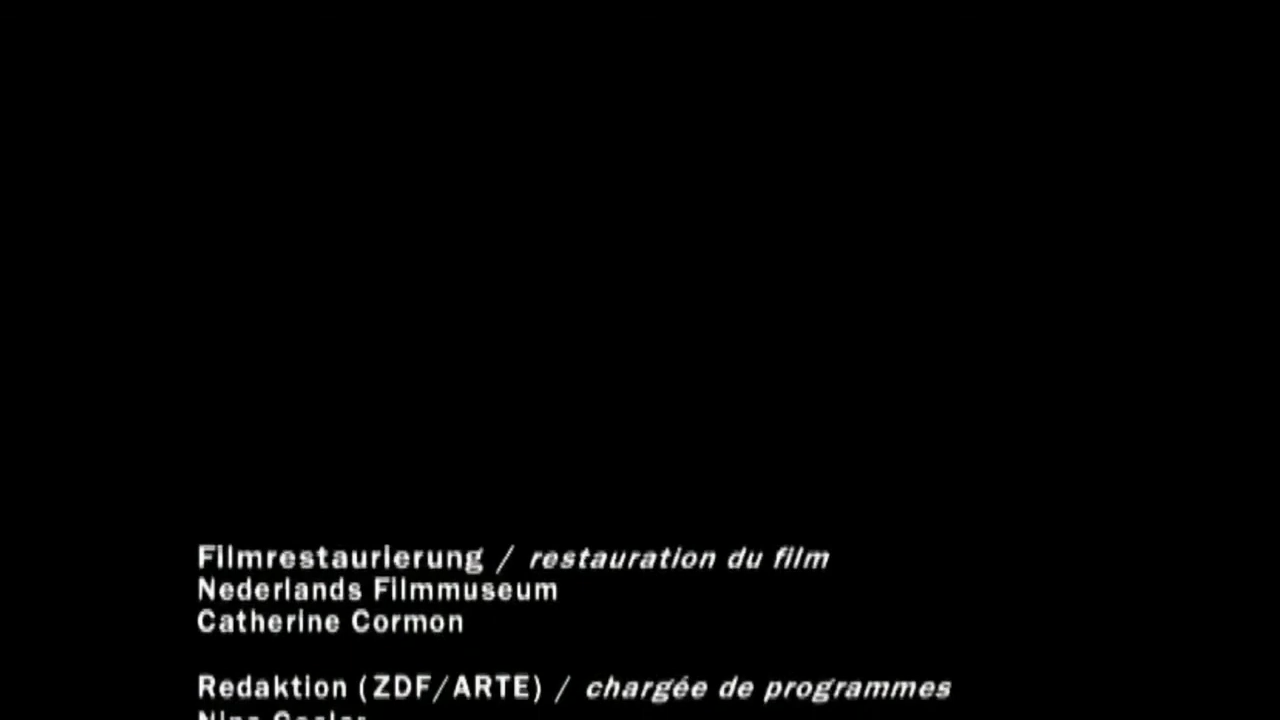 Filmrestaurierung / restauration du film
Nederlands Filmmuseum
Catherine Cormon
Redaktion (ZDF/ARTE) / chargée de programmes